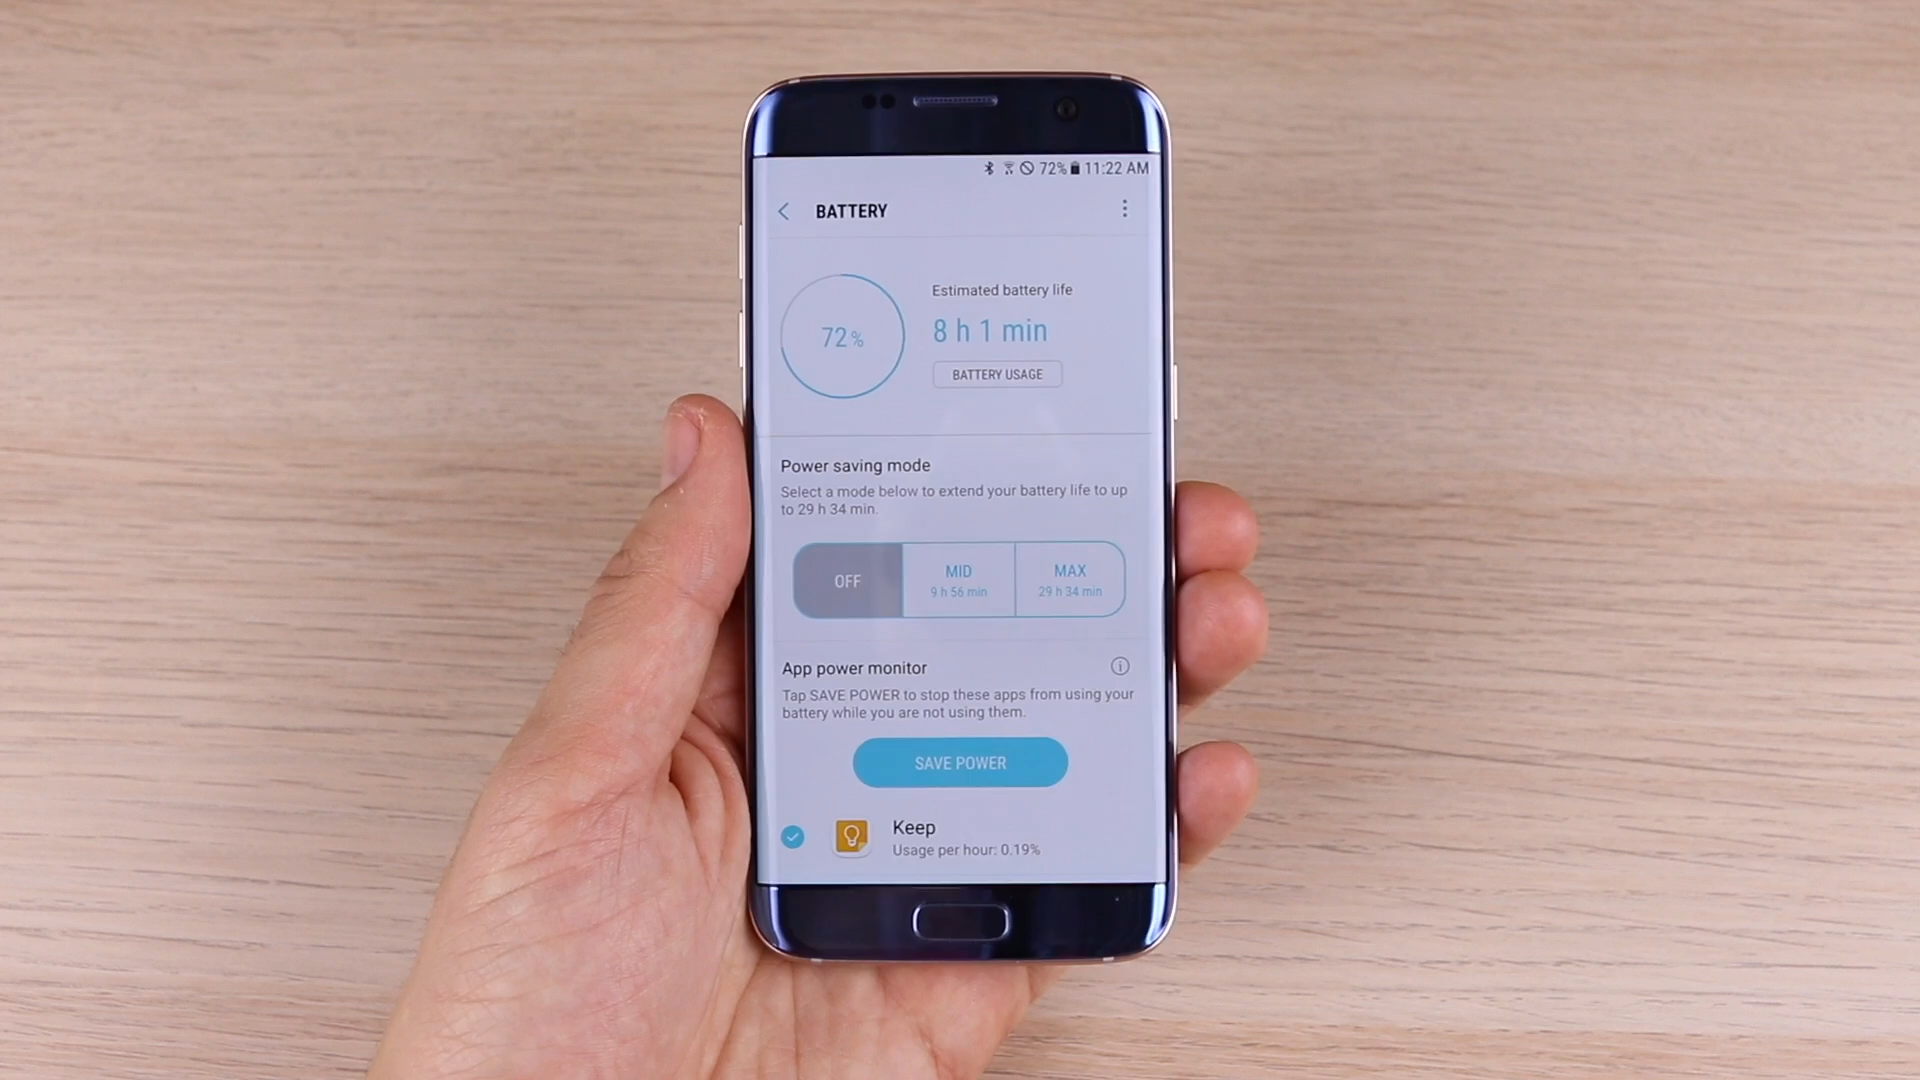 72% 11:22 AM
BATTERY
72%
Estimated battery life
8 h 1 min
BATTERY USAGE
Power saving mode
Select a mode below to extend your battery life to up
to 29 h 34 min.
OFF
MID
9 h 56 min
MAX
29 h 34 min
App power monitor
Tap SAVE POWER to stop these apps from using your
battery while you are not using them.
SAVE POWER
Keep
Usage per hour: 0.19%